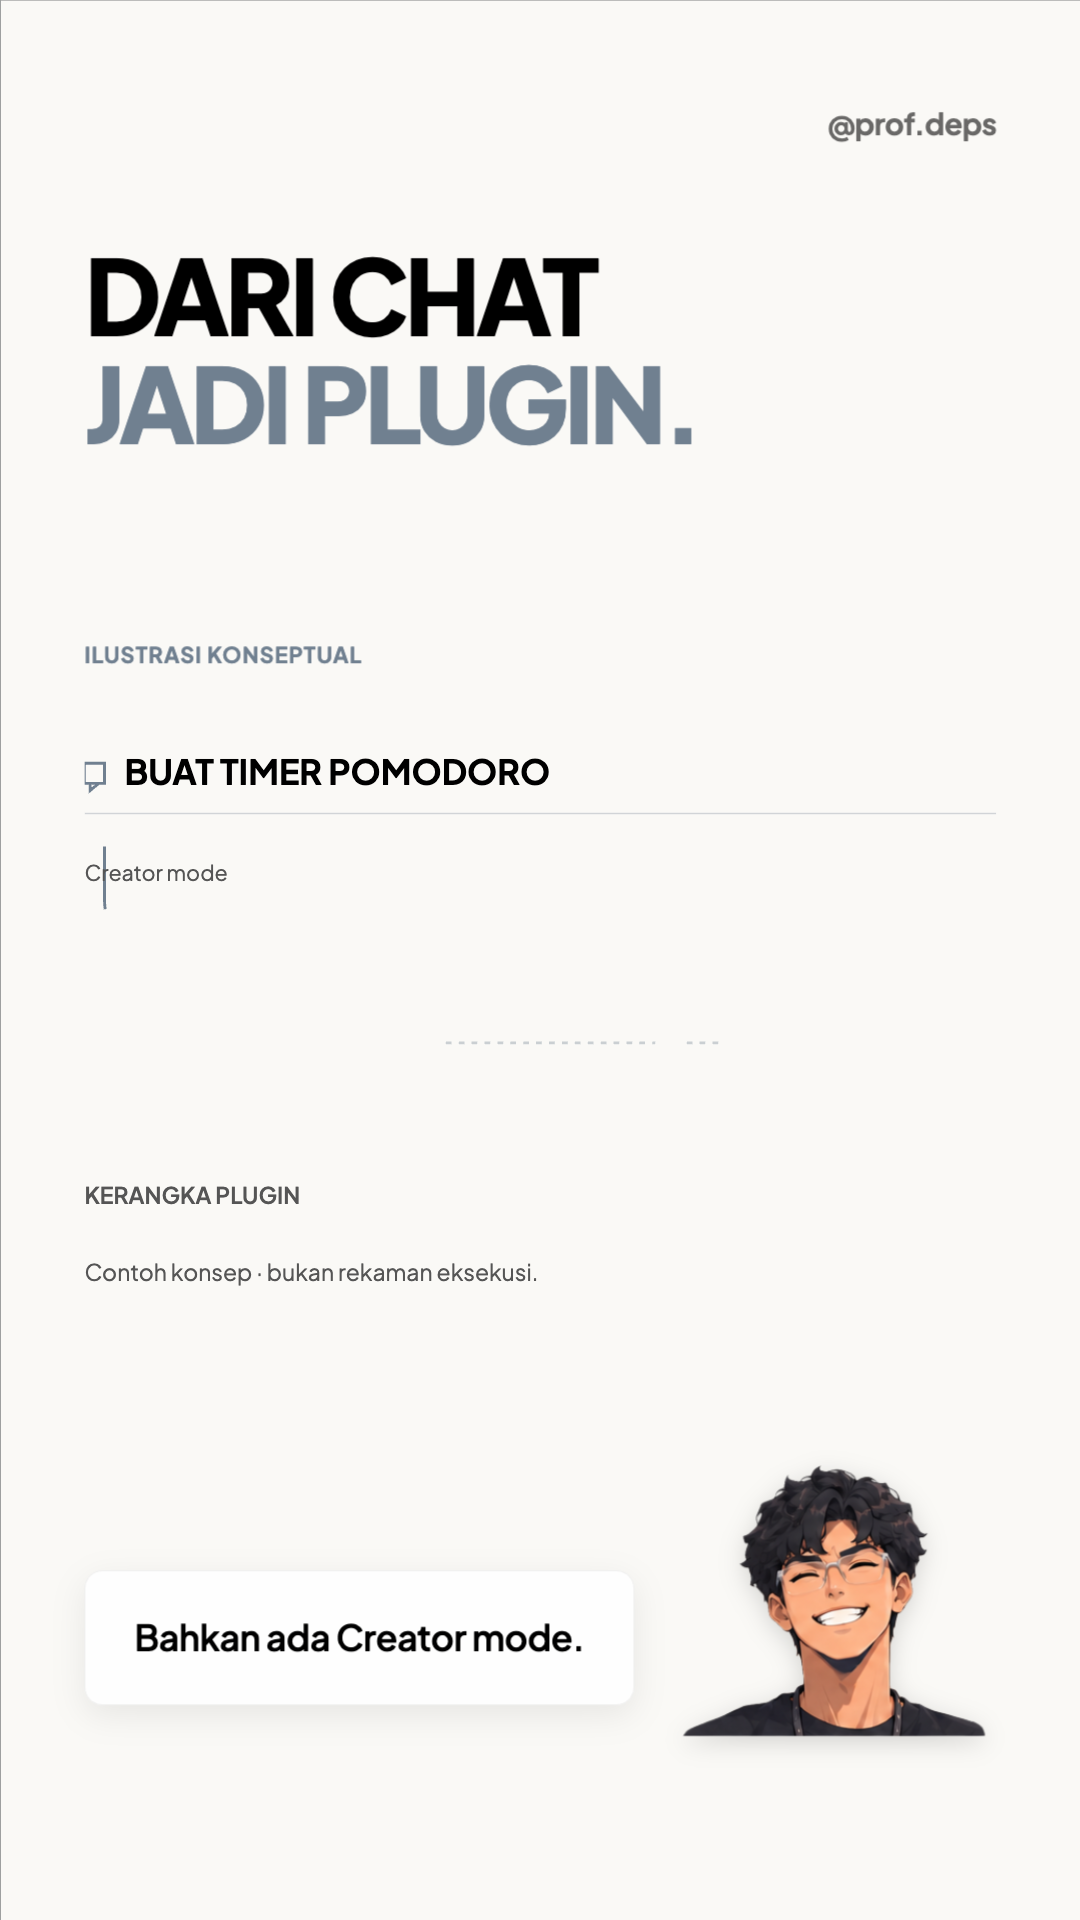 @prof.deps
DARI CHAT
JADI PLUGIN.
ILUSTRASI KONSEPTUAL
BUAT TIMER POMODORO
Creator mode
KERANGKA PLUGIN
Contoh konsep · bukan rekaman eksekusi.
Bahkan ada Creator mode.